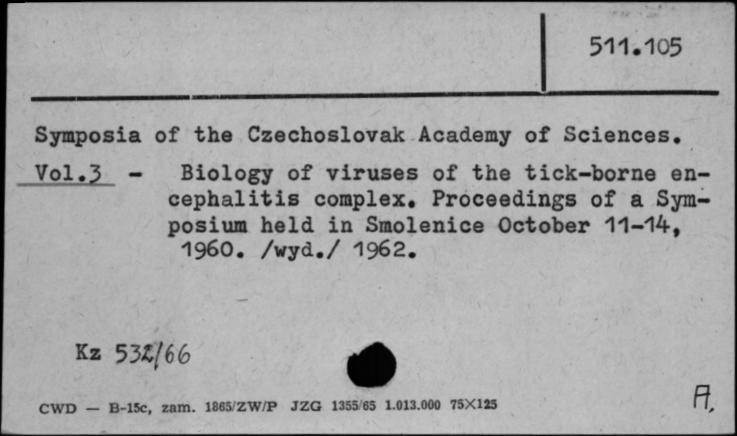 511.105
Symposia of the Czechoslovak Academy of Sciences.
Vol.3 - Biology of viruses of the tick-borne en-
cephalitis complex. Proceedings of a Sym-
posium held in Smolenice October 11-14,
1960. /wyd./ 1962.
Kz 532/66
A.
CWD — B-15c, zam. 1865/ZW/P JZG 1355/65 1.013.000 75X125